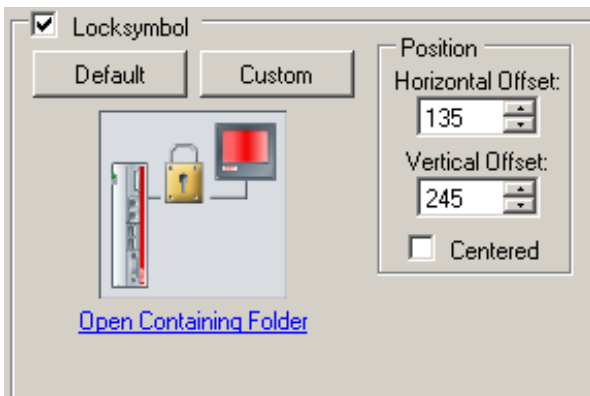 Locksymbol
Default
Custom
Open Containing Folder
Position
Horizontal Offset:
135
Vertical Offset:
245
Centered